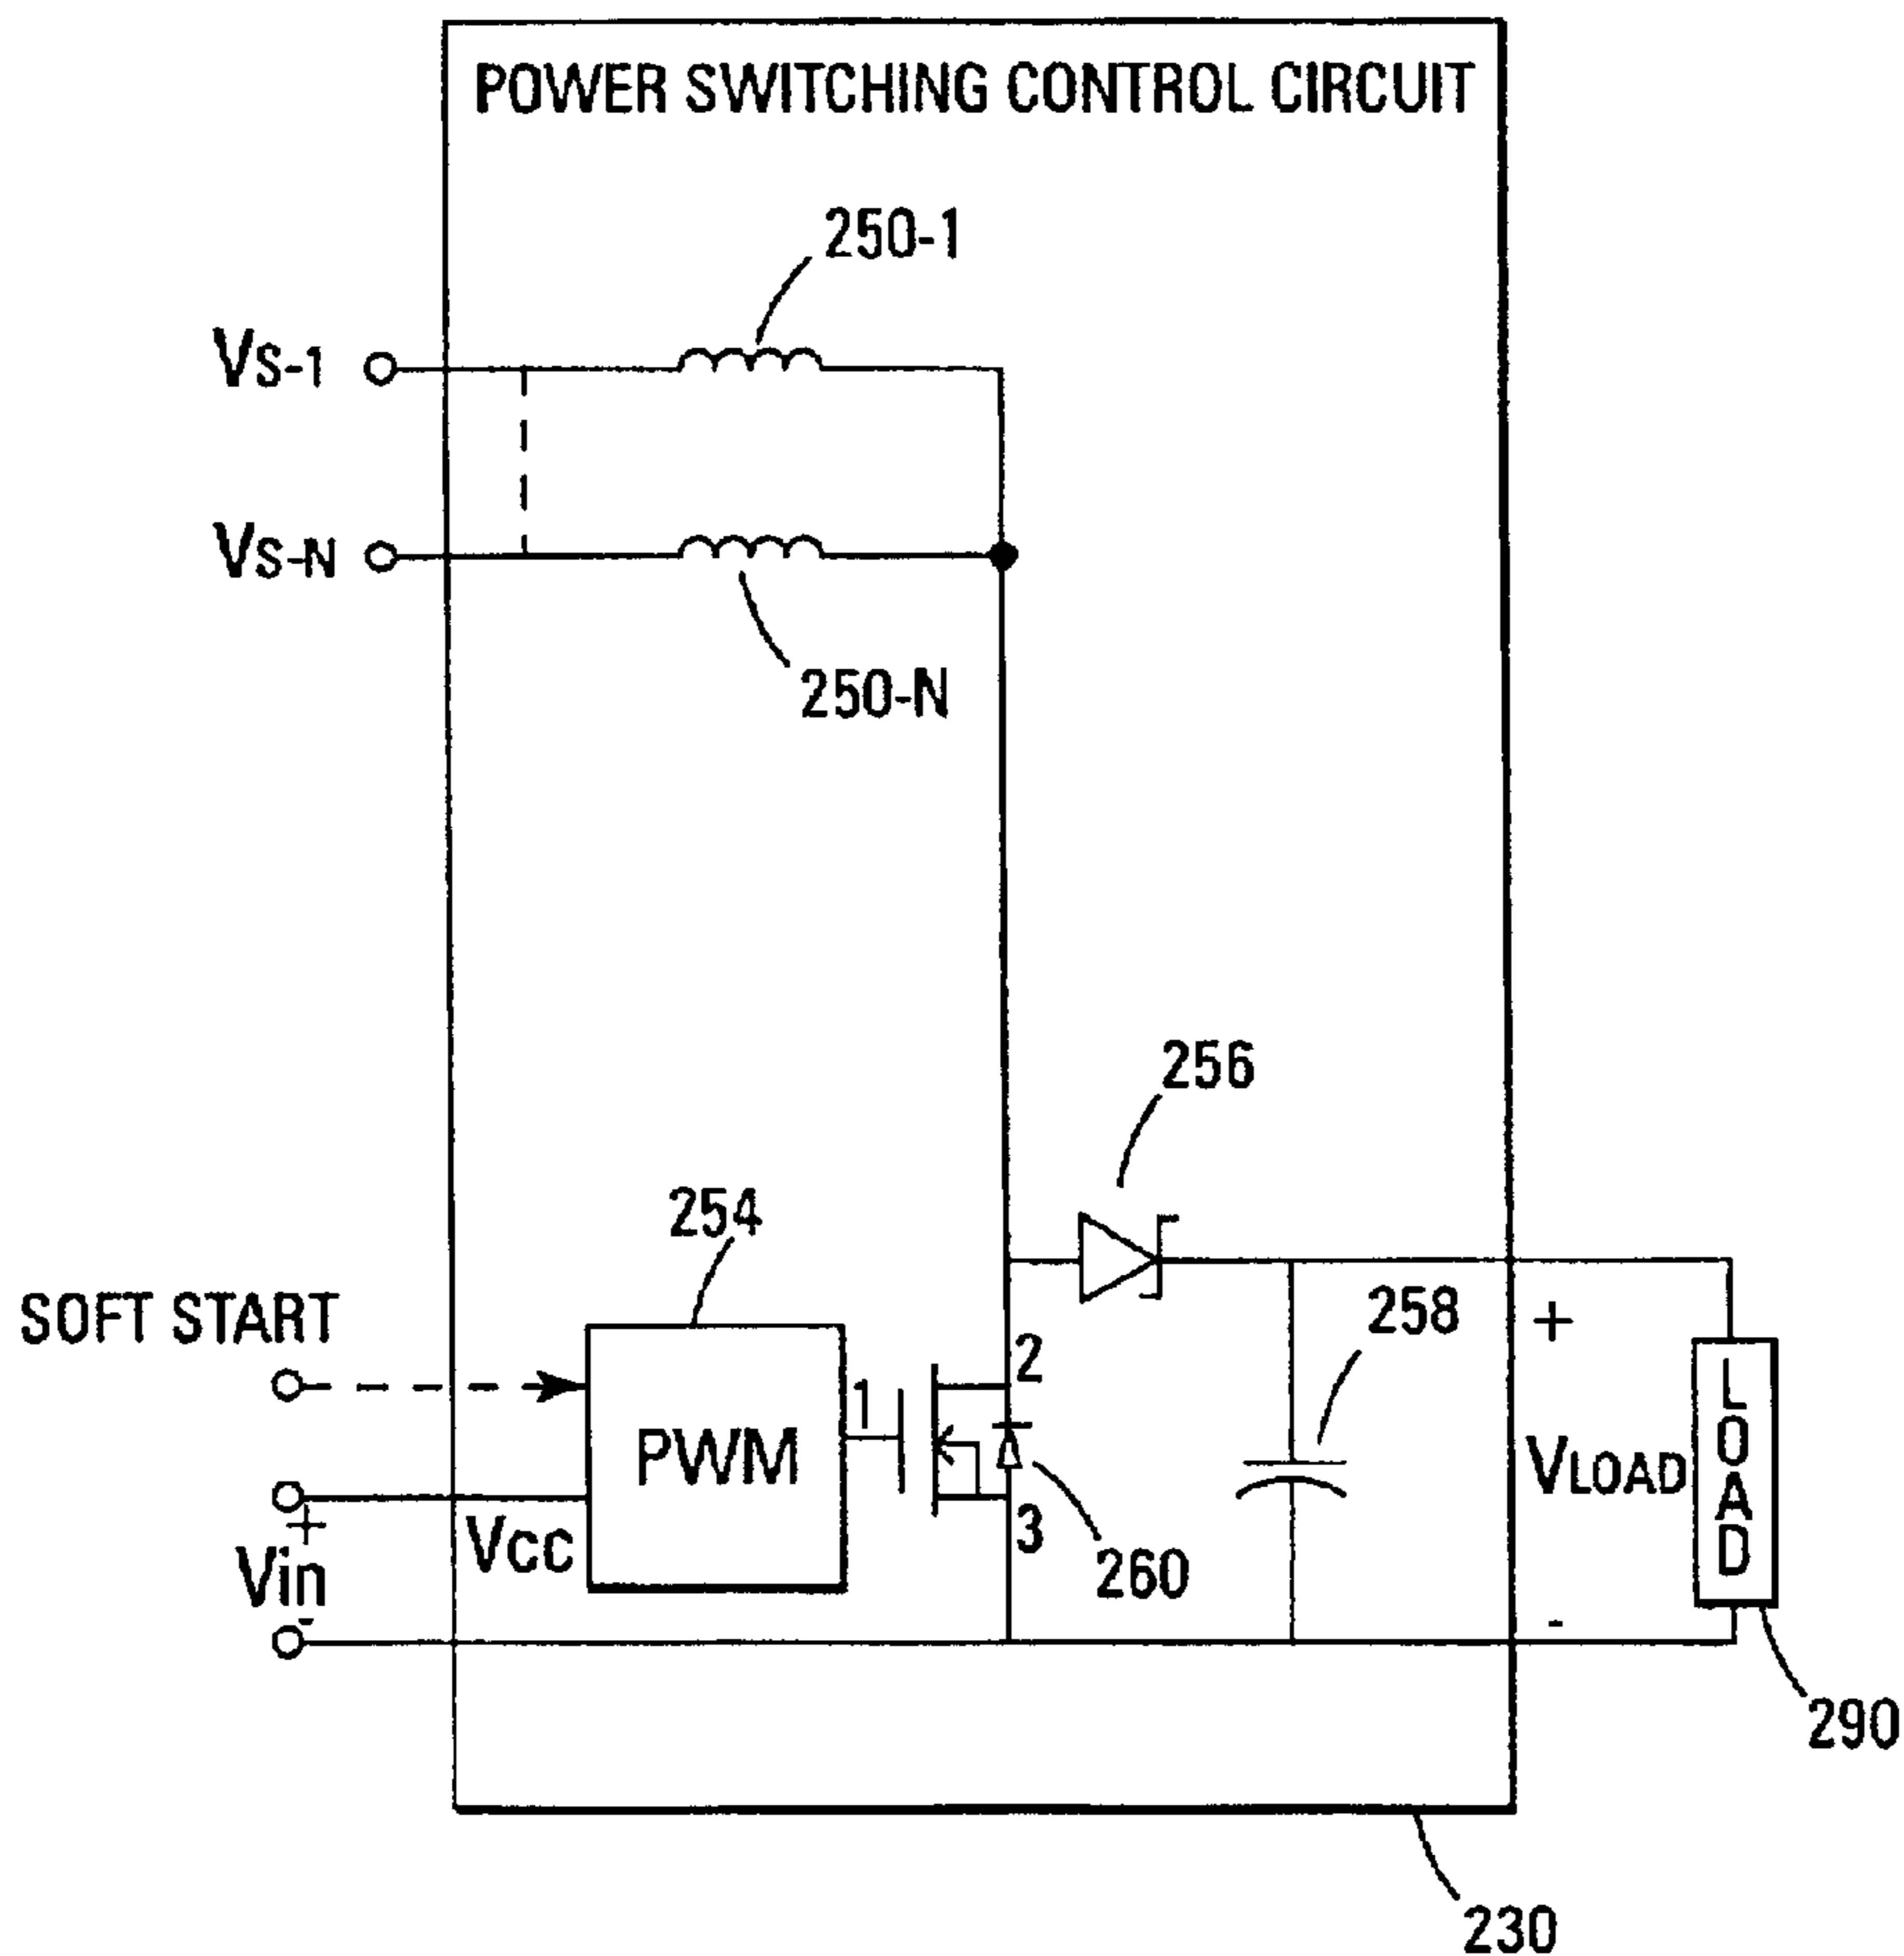 POWER SWITCHING CONTROL CIRCUIT
250-1
VS-1
VS-N
250-N
256
254
SOFT START
258
+
2
1
PWM
VLOAD
LOAD
3
+
VCC
Vin
260
-
-
290
230